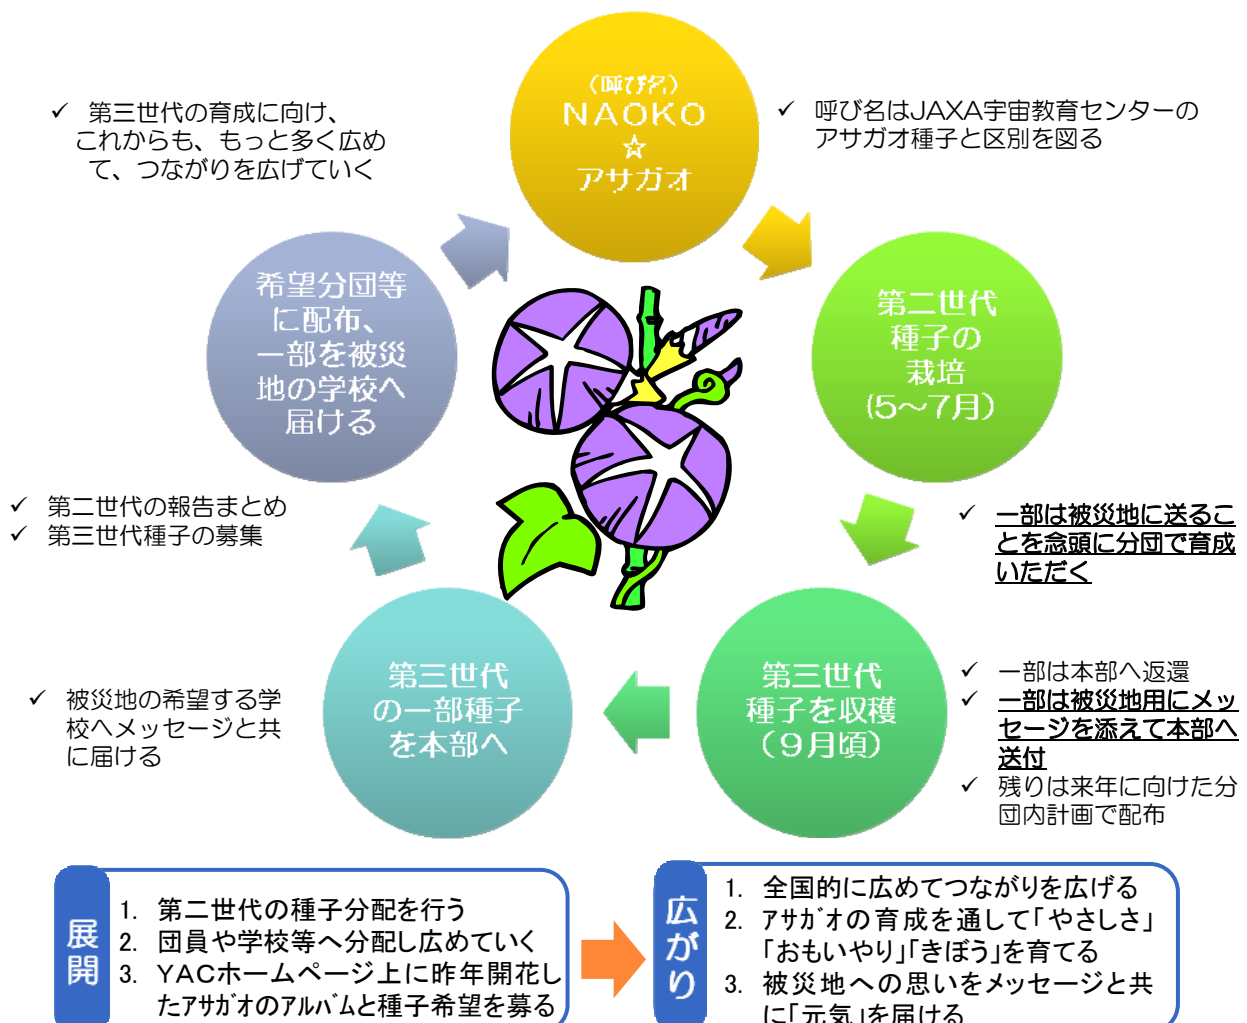 （呼び名）
NAOKO
☆
アサガオ
✓ 呼び名はJAXA宇宙教育センターの
アサガオ種子と区別を図る
第二世代
種子の
栽培
(5～7月)
✓ 一部は被災地に送るこ
とを念頭に分団で育成
いただく
第三世代
種子を収穫
（９月頃）
✓ 一部は本部へ返還
✓ 一部は被災地用にメッ
セージを添えて本部へ
送付
✓ 残りは来年に向けた分
団内計画で配布
第三世代
の一部種子
を本部へ
✓ 被災地の希望する学
校へメッセージと共
に届ける
✓ 第二世代の報告まとめ
✓ 第三世代種子の募集
希望分団等
に配布、
一部を被災
地の学校へ
届ける
✓ 第三世代の育成に向け、
これからも、もっと多く広め
て、つながりを広げていく
展開
1. 第二世代の種子分配を行う
2. 団員や学校等へ分配し広めていく
3. YACホームページ上に昨年開花し
たｱｻｶﾞｵのｱﾙﾊﾞﾑと種子希望を募る
広がり
1. 全国的に広めてつながりを広げる
2. ｱｻｶﾞｵの育成を通して「やさしさ」
「おもいやり」「きぼう」を育てる
3. 被災地への思いをメッセージと共
に「元気」を届ける